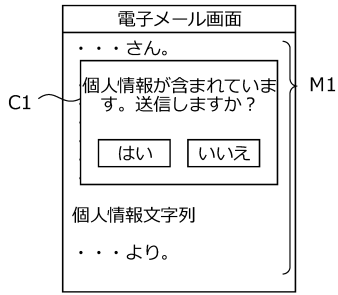 電子メール画面
・・・さん。
個人情報が含まれていま
す。送信しますか？
はい
いいえ
個人情報文字列
・・・より。
C1
M1